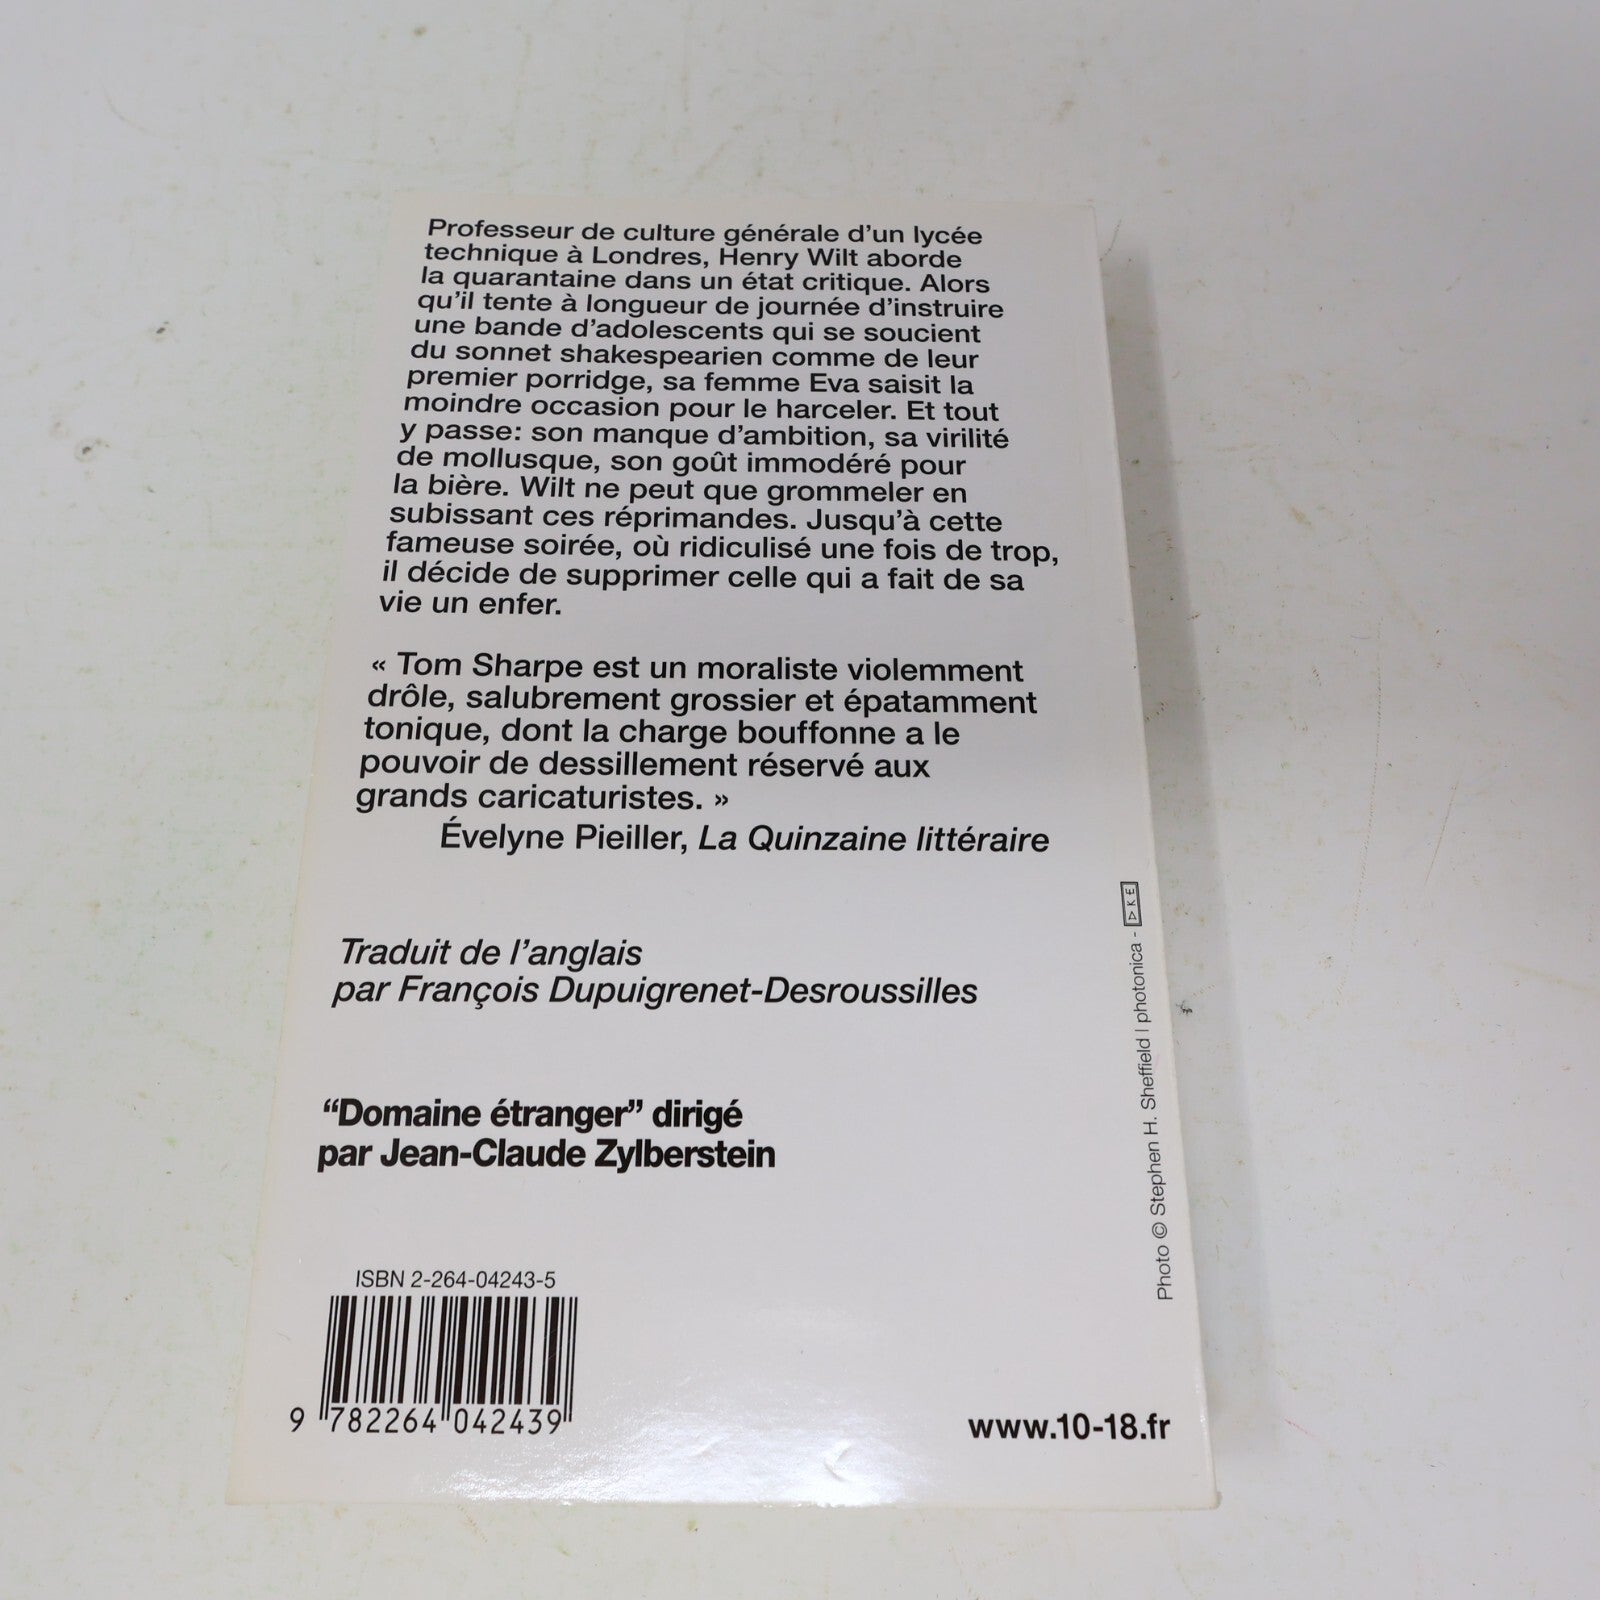 Professeur de culture générale d'un lycée
technique à Londres, Henry Wilt aborde
la quarantaine dans un état critique. Alors
qu'il tente à longueur de journée d'instruire
une bande d'adolescents qui se soucient
du sonnet shakespearien comme de leur
premier porridge, sa femme Eva saisit la
moindre occasion pour le harceler. Et tout
y passe: son manque d'ambition, sa virilité
de mollusque, son goût immodéré pour
la bière. Wilt ne peut que grommeler en
subissant ces réprimandes. Jusqu'à cette
fameuse soirée, où ridiculisé une fois de trop,
il décide de supprimer celle qui a fait de sa
vie un enfer.
« Tom Sharpe est un moraliste violemment
drôle, salubrement grossier et épatamment
tonique, dont la charge bouffonne a le
pouvoir de dessillement réservé aux
grands caricaturistes. »
Évelyne Pieiller, La Quinzaine littéraire
Traduit de l'anglais
par François Dupuigrenet-Desroussilles
“Domaine étranger” dirigé
par Jean-Claude Zylberstein
ISBN 2-264-04243-5
9 782264 042439
www.10-18.fr
Photo © Stephen H. Sheffield | photonica - DKE